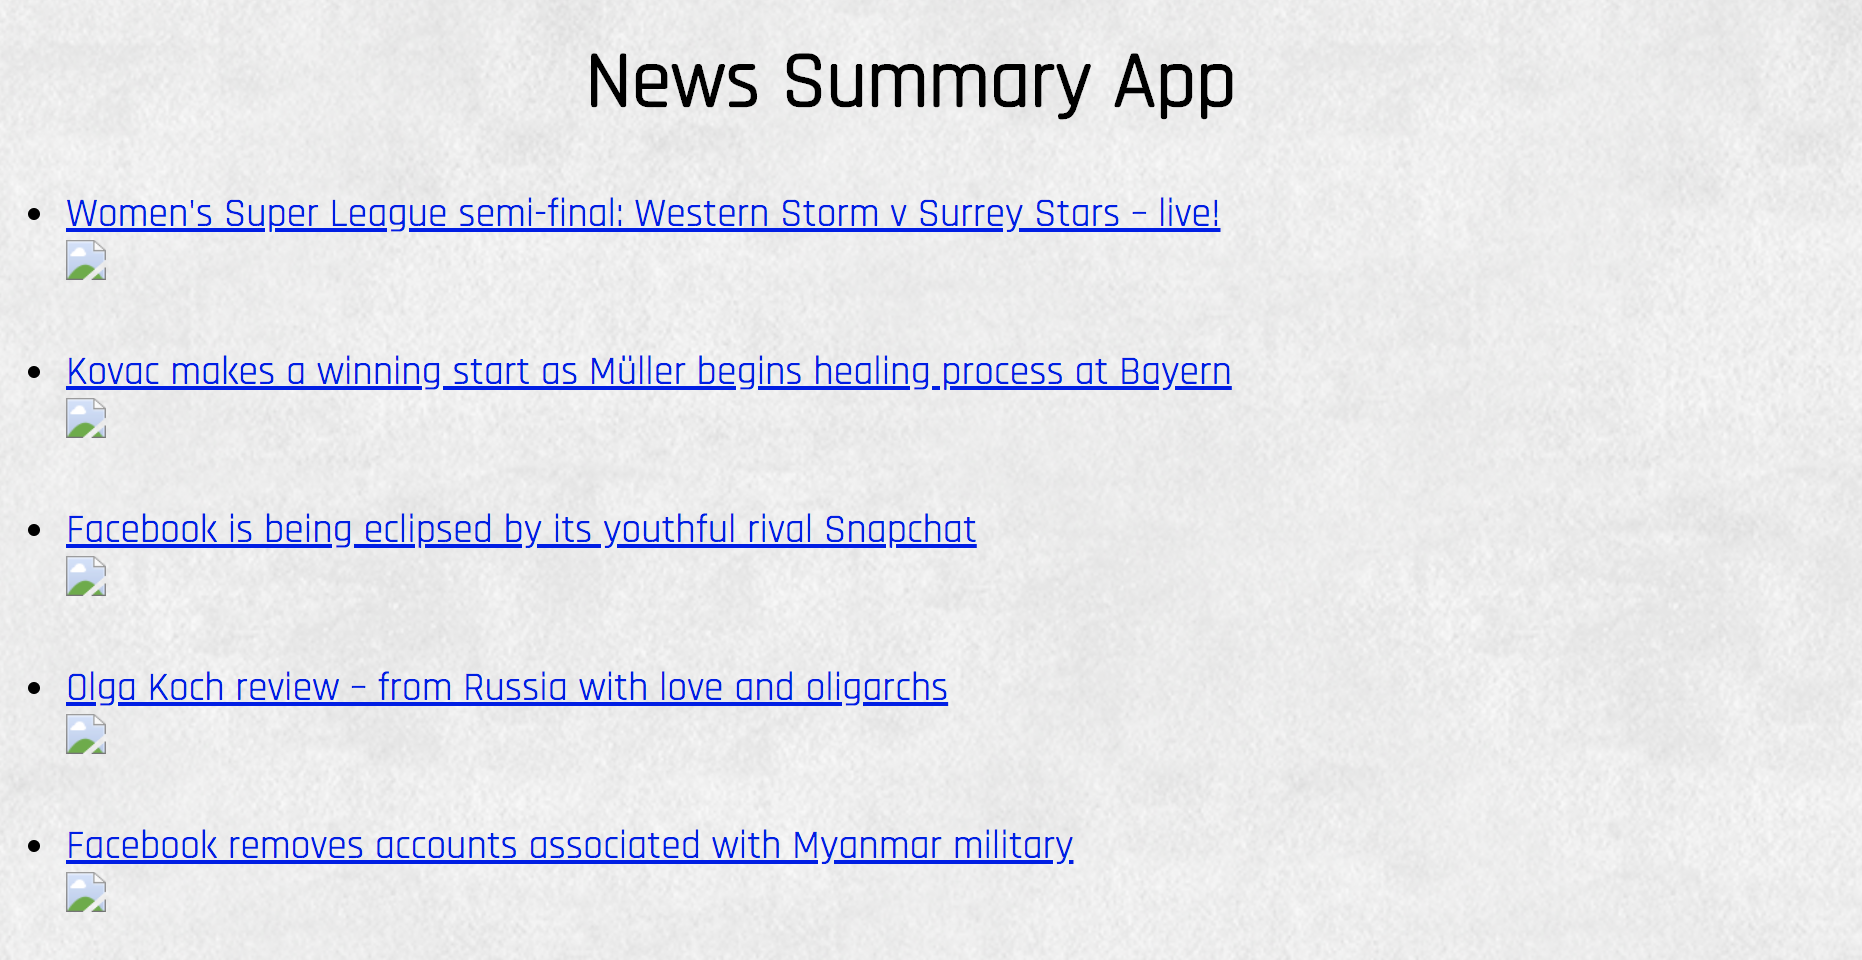 News Summary App
Women's Super League semi-final: Western Storm v Surrey Stars – live!
Kovac makes a winning start as Müller begins healing process at Bayern
Facebook is being eclipsed by its youthful rival Snapchat
Olga Koch review – from Russia with love and oligarchs
Facebook removes accounts associated with Myanmar military